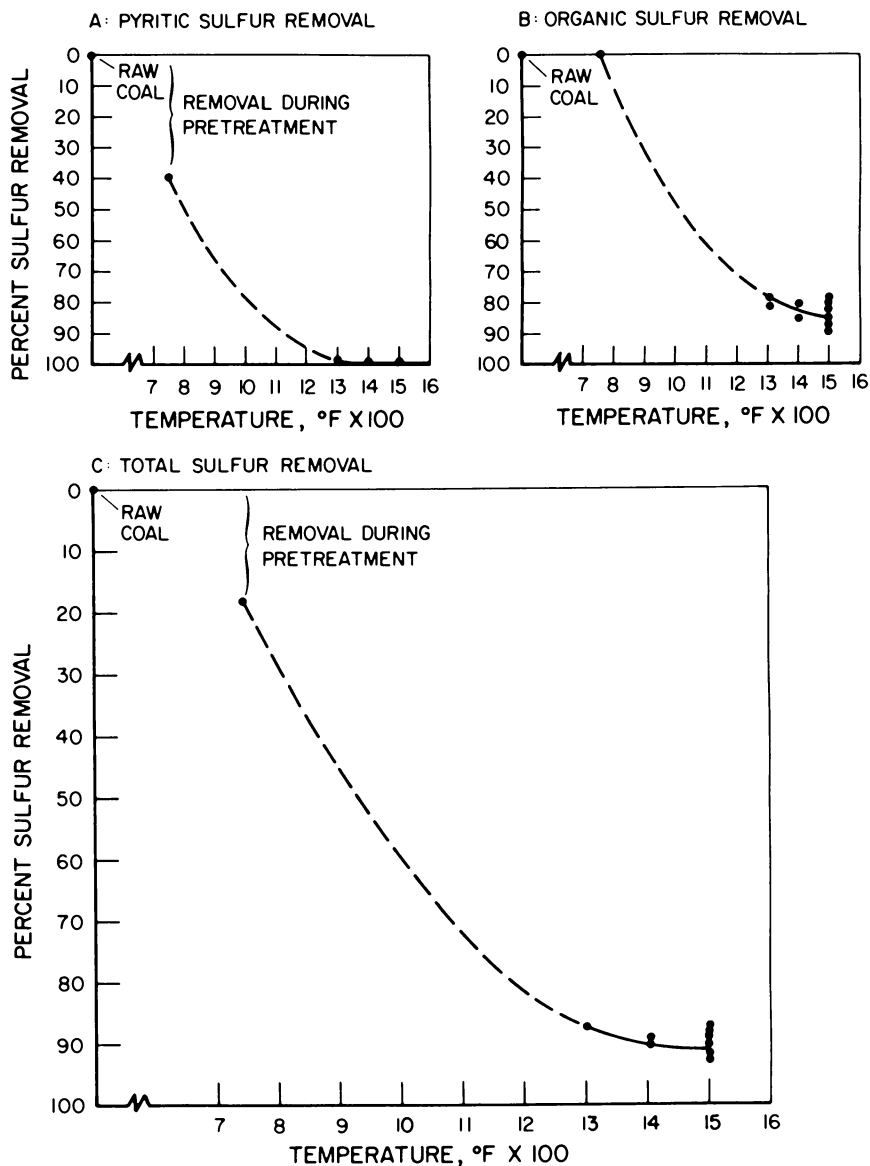 A: PYRITIC SULFUR REMOVAL
PERCENT SULFUR REMOVAL
0
10
20
30
40
50
60
70
80
90
100
RAW
COAL
REMOVAL DURING
PRETREATMENT
7 8 9 10 11 12 13 14 15 16
TEMPERATURE, °F X 100
B: ORGANIC SULFUR REMOVAL
0
10
20
30
40
50
60
70
80
90
100
RAW
COAL
7 8 9 10 11 12 13 14 15 16
TEMPERATURE, °F X 100
C: TOTAL SULFUR REMOVAL
PERCENT SULFUR REMOVAL
0
10
20
30
40
50
60
70
80
90
100
RAW
COAL
REMOVAL DURING
PRETREATMENT
7 8 9 10 11 12 13 14 15 16
TEMPERATURE, °F X 100